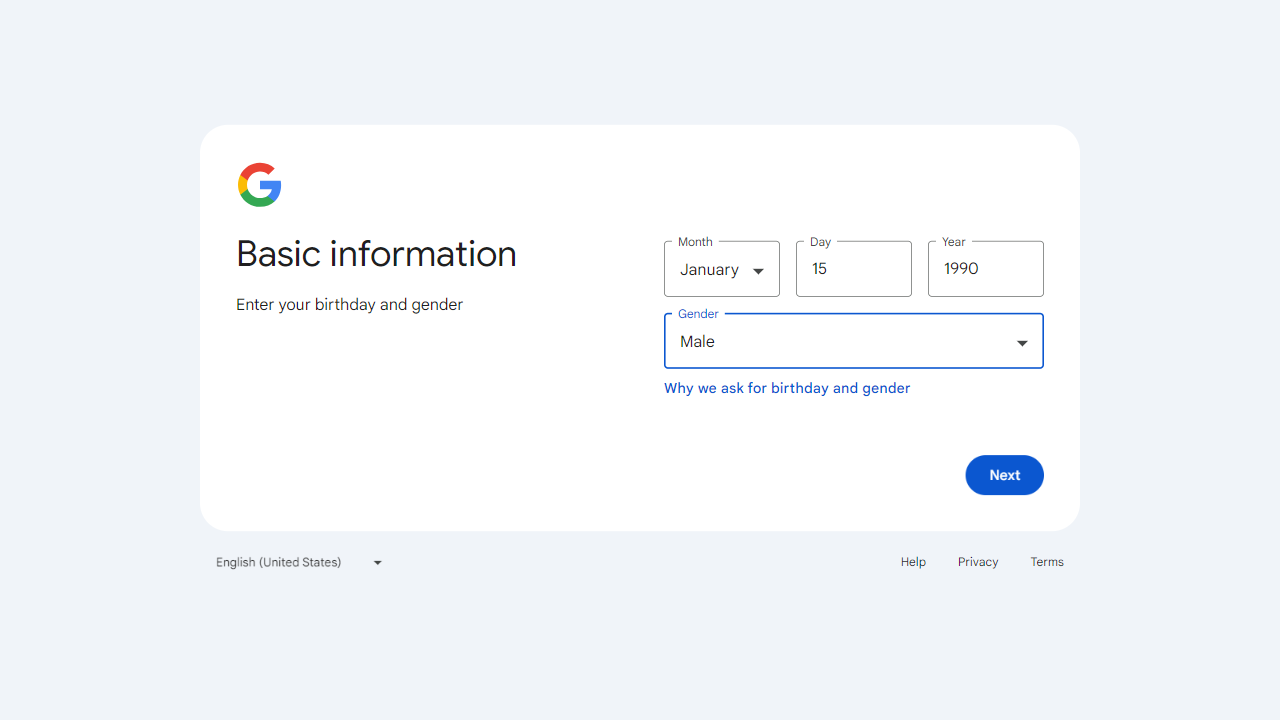 Basic information
Enter your birthday and gender
Month
January
Day
15
Year
1990
Gender
Male
Why we ask for birthday and gender
Next
English (United States)
Help
Privacy
Terms